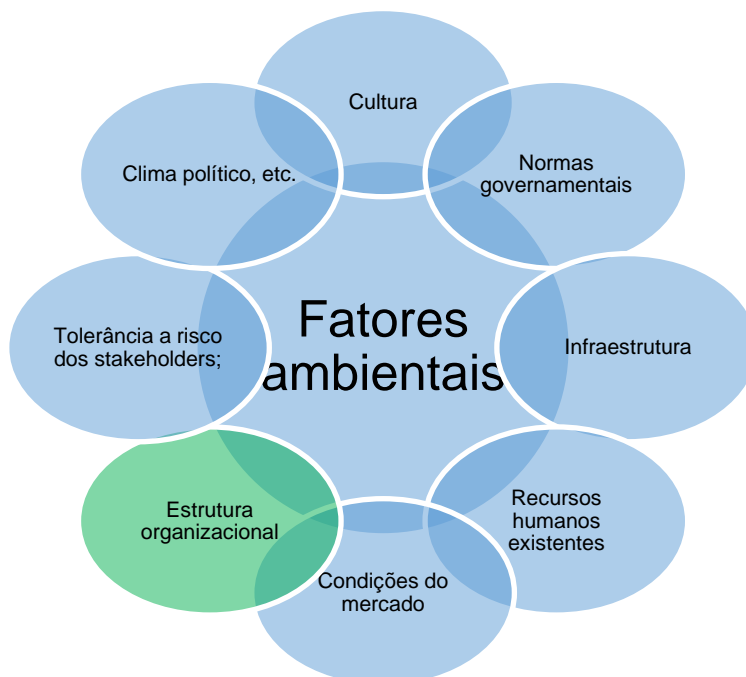 Cultura
Normas
governamentais
Infraestrutura
Recursos
humanos
existentes
Condições do
mercado
Estrutura
organizacional
Tolerância a risco
dos stakeholders;
Clima político, etc.
Fatores
ambientais